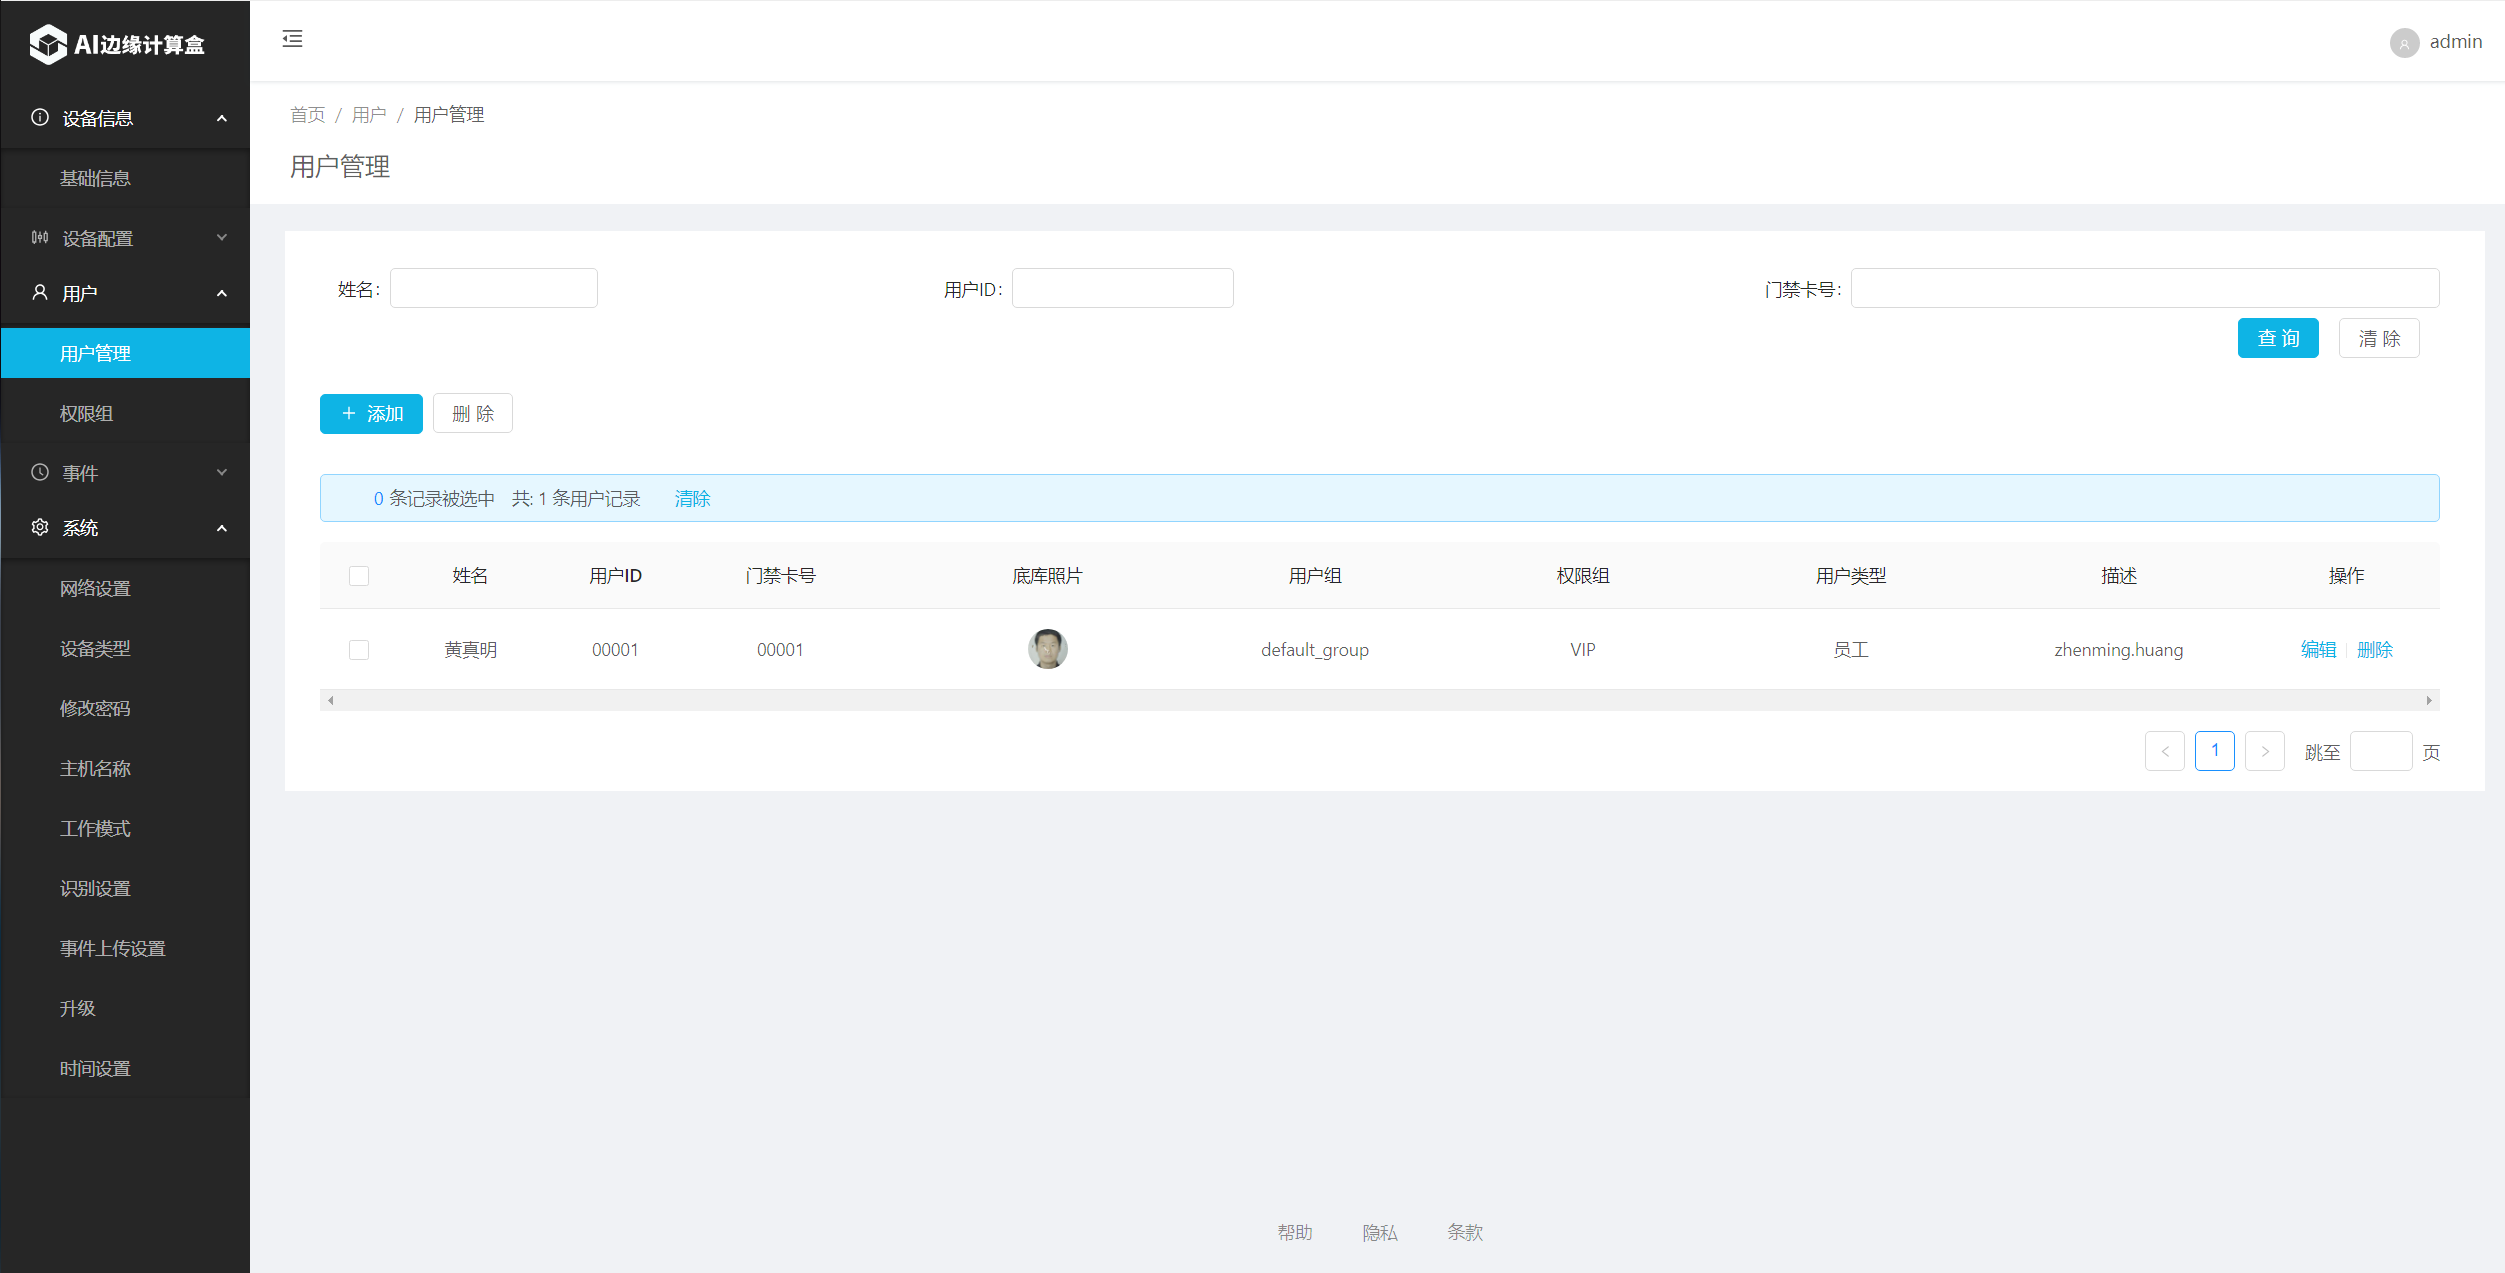 AI边缘计算盒
admin
设备信息
基础信息
设备配置
用户
用户管理
权限组
事件
系统
网络设置
设备类型
修改密码
主机名称
工作模式
识别设置
事件上传设置
升级
时间设置
首页 / 用户 / 用户管理
用户管理
姓名: 用户ID: 门禁卡号:
查 询 清 除
+ 添加 删 除
0 条记录被选中 共: 1 条用户记录 清除
姓名 用户ID 门禁卡号 底库照片 用户组 权限组 用户类型 描述 操作
黄真明 00001 00001 default_group VIP 员工 zhenming.huang 编辑 删除
< 1 > 跳至 页
帮助 隐私 条款